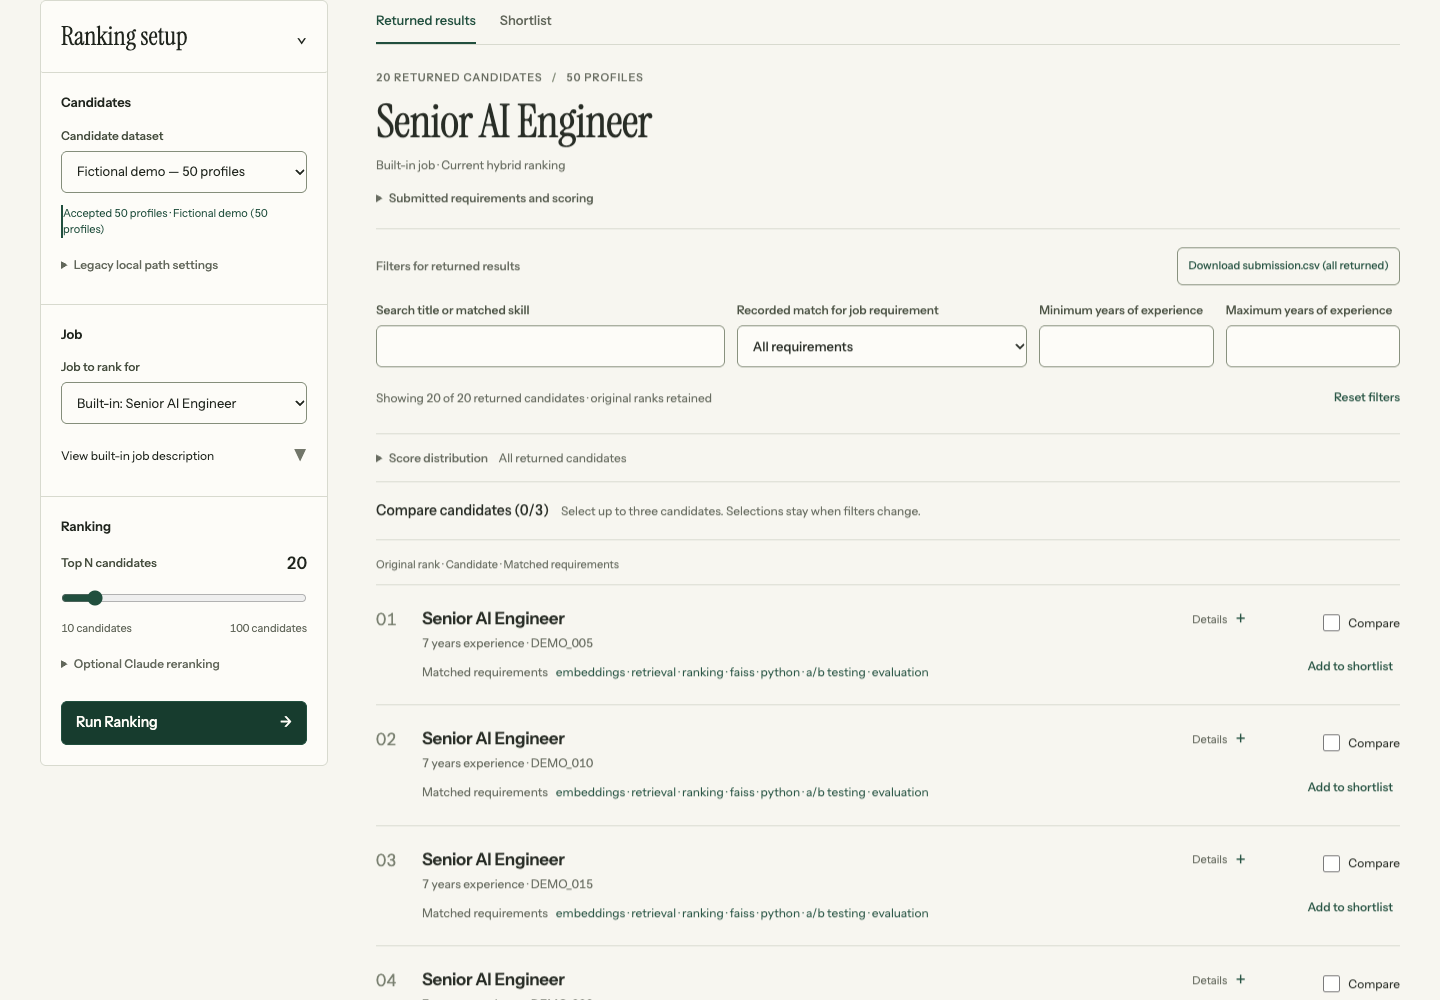 Ranking setup
Candidates
Candidate dataset
Fictional demo — 50 profiles
Accepted 50 profiles · Fictional demo (50
profiles)
Legacy local path settings
Job
Job to rank for
Built-in: Senior AI Engineer
View built-in job description
Ranking
Top N candidates 20
10 candidates 100 candidates
Optional Claude reranking
Run Ranking →
Returned results Shortlist
20 RETURNED CANDIDATES / 50 PROFILES
Senior AI Engineer
Built-in job · Current hybrid ranking
Submitted requirements and scoring
Filters for returned results
Download submission.csv (all returned)
Search title or matched skill
Recorded match for job requirement
All requirements
Minimum years of experience
Maximum years of experience
Showing 20 of 20 returned candidates · original ranks retained
Reset filters
Score distribution All returned candidates
Compare candidates (0/3) Select up to three candidates. Selections stay when filters change.
Original rank · Candidate · Matched requirements
01 Senior AI Engineer Details + Compare
7 years experience · DEMO_005
Matched requirements embeddings · retrieval · ranking · faiss · python · a/b testing · evaluation
Add to shortlist
02 Senior AI Engineer Details + Compare
7 years experience · DEMO_010
Matched requirements embeddings · retrieval · ranking · faiss · python · a/b testing · evaluation
Add to shortlist
03 Senior AI Engineer Details + Compare
7 years experience · DEMO_015
Matched requirements embeddings · retrieval · ranking · faiss · python · a/b testing · evaluation
Add to shortlist
04 Senior AI Engineer Details + Compare